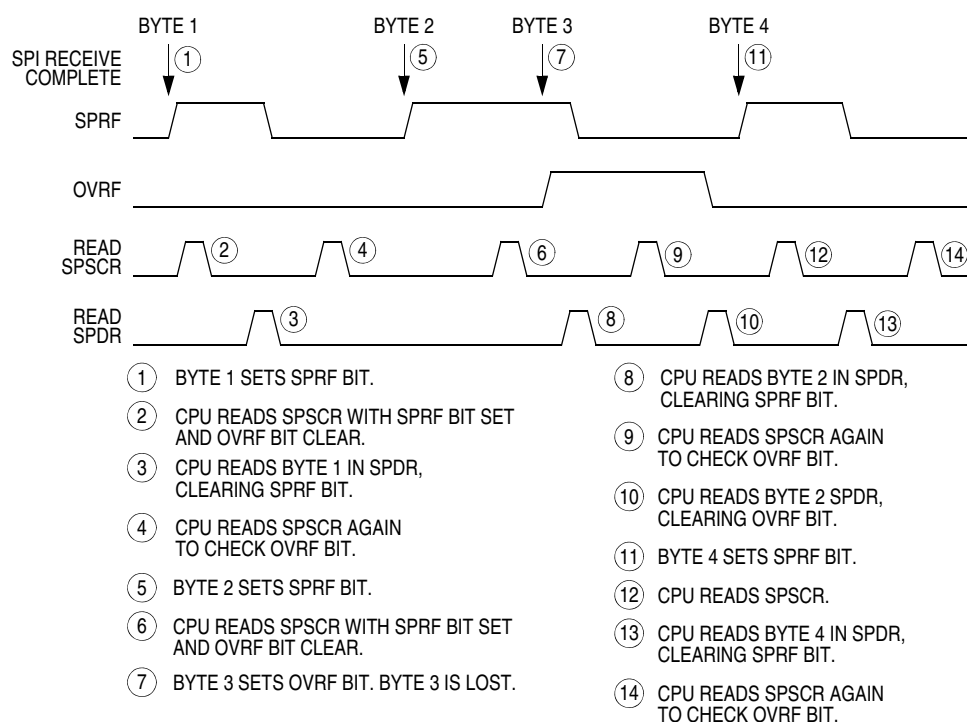 BYTE 1 BYTE 2 BYTE 3 BYTE 4
SPI RECEIVE
COMPLETE
1 5 7 11
SPRF
OVRF
READ
SPSCR
2 4 6 9 12 14
READ
SPDR
3 8 10 13
1 BYTE 1 SETS SPRF BIT.
2 CPU READS SPSCR WITH SPRF BIT SET
AND OVRF BIT CLEAR.
3 CPU READS BYTE 1 IN SPDR,
CLEARING SPRF BIT.
4 CPU READS SPSCR AGAIN
TO CHECK OVRF BIT.
5 BYTE 2 SETS SPRF BIT.
6 CPU READS SPSCR WITH SPRF BIT SET
AND OVRF BIT CLEAR.
7 BYTE 3 SETS OVRF BIT. BYTE 3 IS LOST.
8 CPU READS BYTE 2 IN SPDR,
CLEARING SPRF BIT.
9 CPU READS SPSCR AGAIN
TO CHECK OVRF BIT.
10 CPU READS BYTE 2 SPDR,
CLEARING OVRF BIT.
11 BYTE 4 SETS SPRF BIT.
12 CPU READS SPSCR.
13 CPU READS BYTE 4 IN SPDR,
CLEARING SPRF BIT.
14 CPU READS SPSCR AGAIN
TO CHECK OVRF BIT.